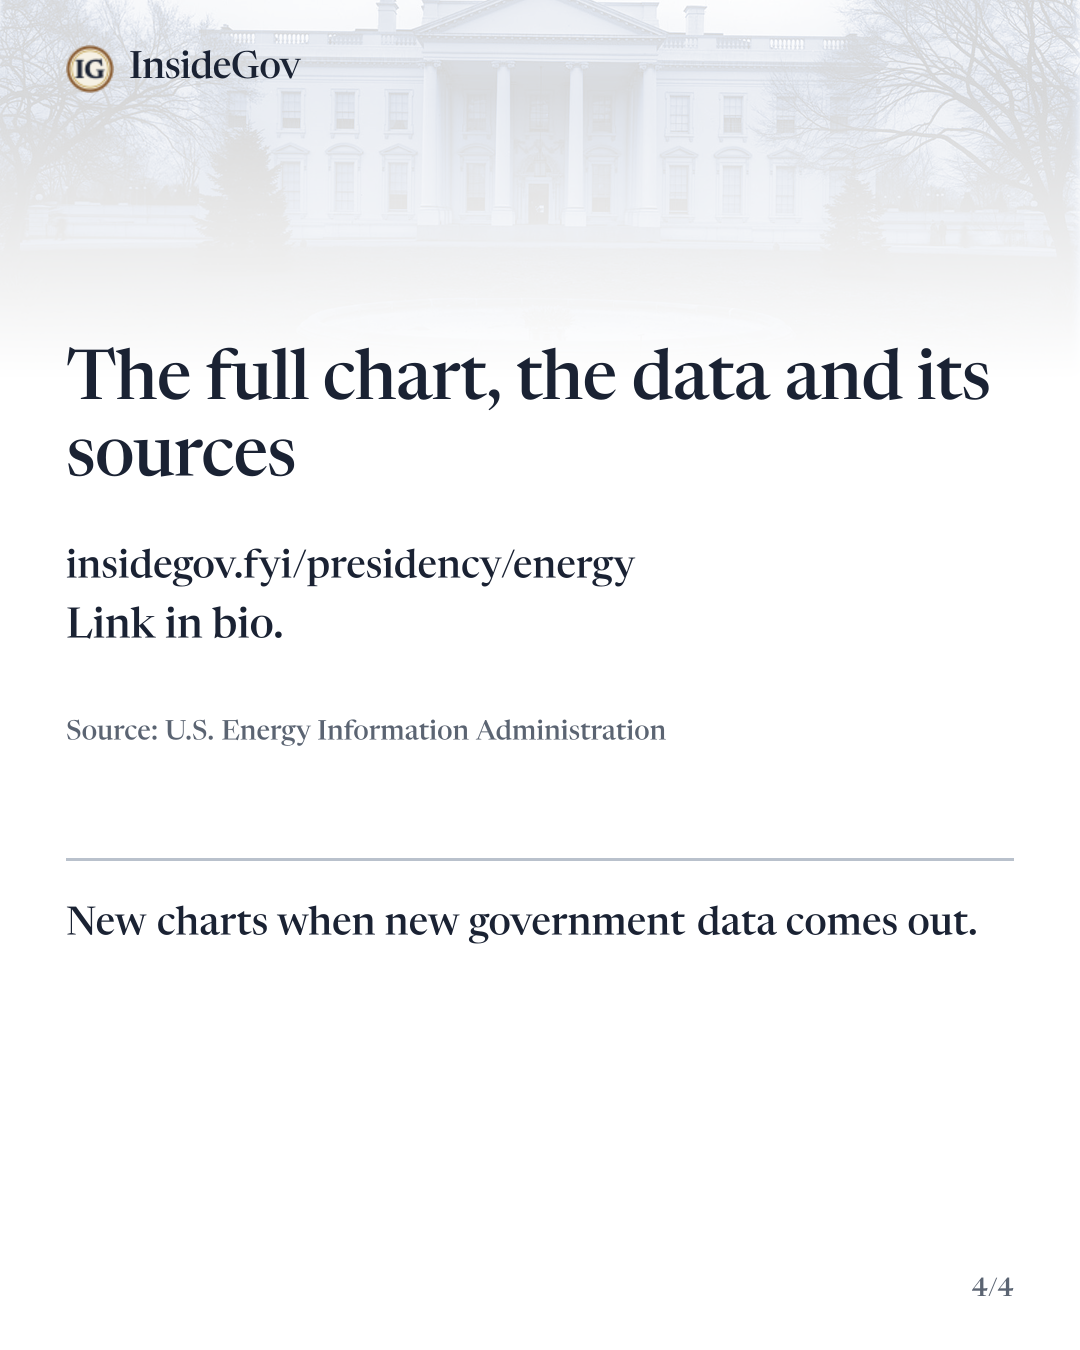 IG InsideGov
The full chart, the data and its
sources
insidegov.fyi/presidency/energy
Link in bio.
Source: U.S. Energy Information Administration
New charts when new government data comes out.
4/4